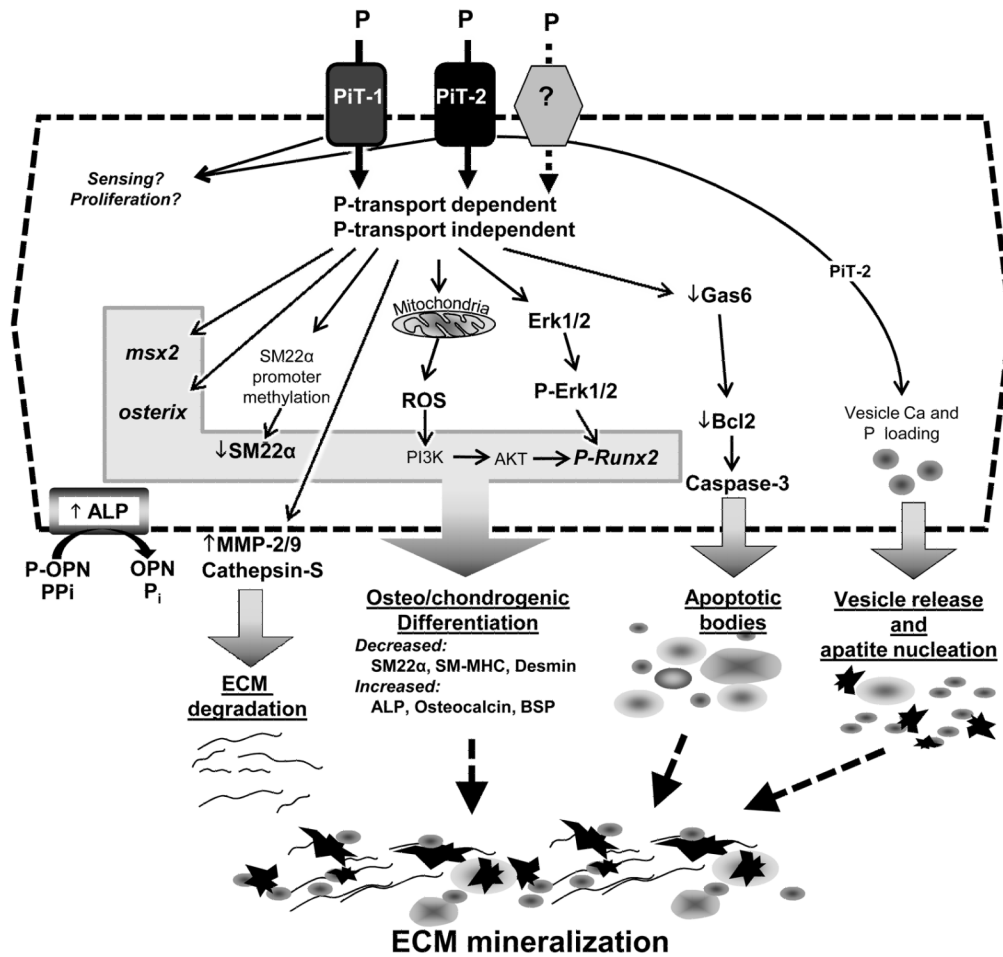 P
P
P
PiT-1
PiT-2
?
Sensing?
Proliferation?
P-transport dependent
P-transport independent
PiT-2
msx2
osterix
SM22α
promoter
methylation
↓SM22α
Mitochondria
ROS
PI3K
AKT
P-Runx2
Erk1/2
P-Erk1/2
↓Gas6
↓Bcl2
Caspase-3
Vesicle Ca and
P loading
↑ ALP
P-OPN
PPi
OPN
Pi
↑MMP-2/9
Cathepsin-S
ECM
degradation
Osteo/chondrogenic
Differentiation
Decreased:
SM22α, SM-MHC, Desmin
Increased:
ALP, Osteocalcin, BSP
Apoptotic
bodies
Vesicle release
and
apatite nucleation
ECM mineralization